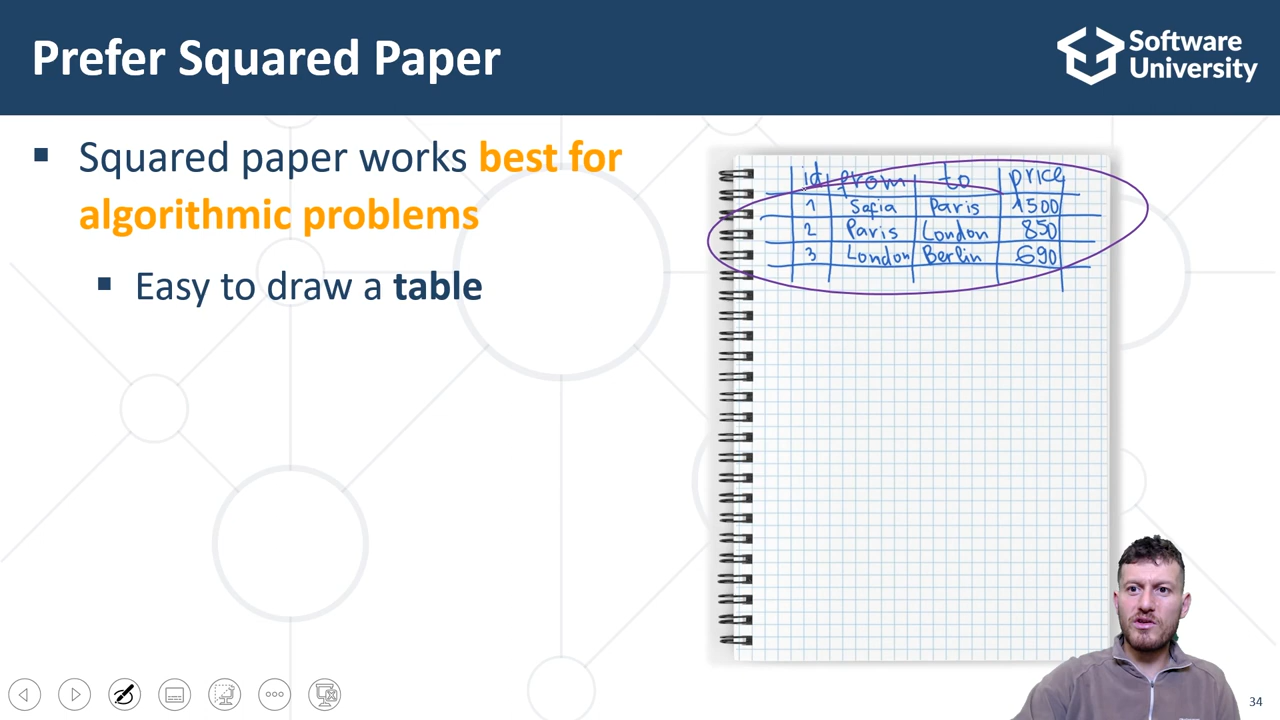 Prefer Squared Paper
Software
University
▪ Squared paper works best for
algorithmic problems
▪ Easy to draw a table
id from to price
1 Sofia Paris 1500
2 Paris London 850
3 London Berlin 690
34